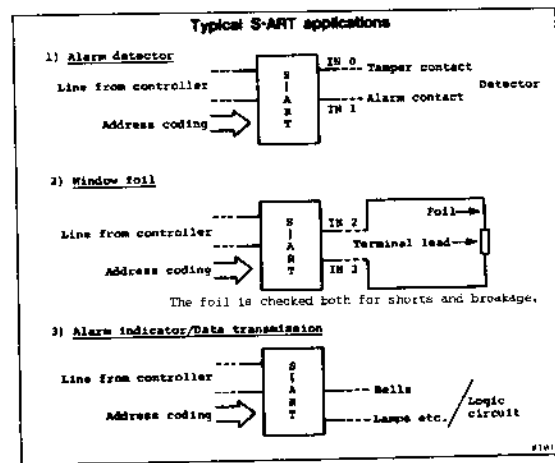 Typical S-ART applications
1) Alarm detector
Line from controller
Address coding
S-ART
IN 0
Tamper contact
Detector
Alarm contact
IN 1
2) Window foil
Line from controller
Address coding
S-ART
IN 2
IN 3
Foil
Terminal lead
The foil is checked both for shorts and breakage.
3) Alarm indicator/Data transmission
Line from controller
Address coding
S-ART
Bells
Lamps etc.
Logic
circuit